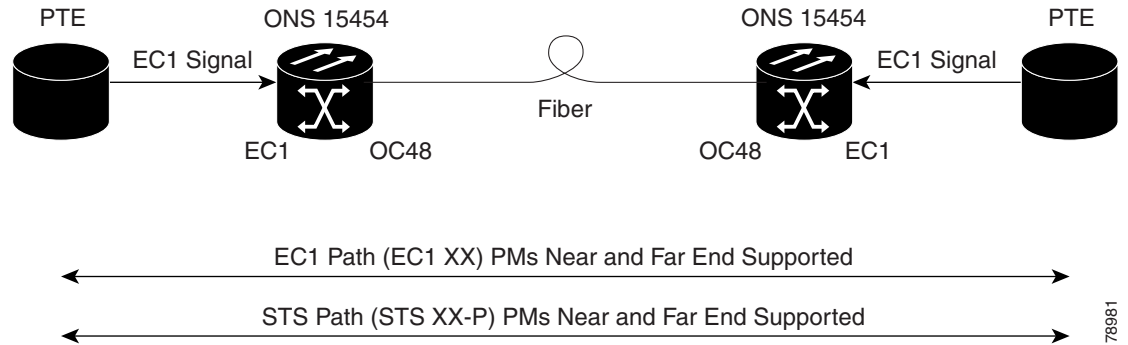 PTE
ONS 15454
ONS 15454
PTE
EC1 Signal
EC1 Signal
Fiber
EC1
OC48
OC48
EC1
EC1 Path (EC1 XX) PMs Near and Far End Supported
STS Path (STS XX-P) PMs Near and Far End Supported
78981